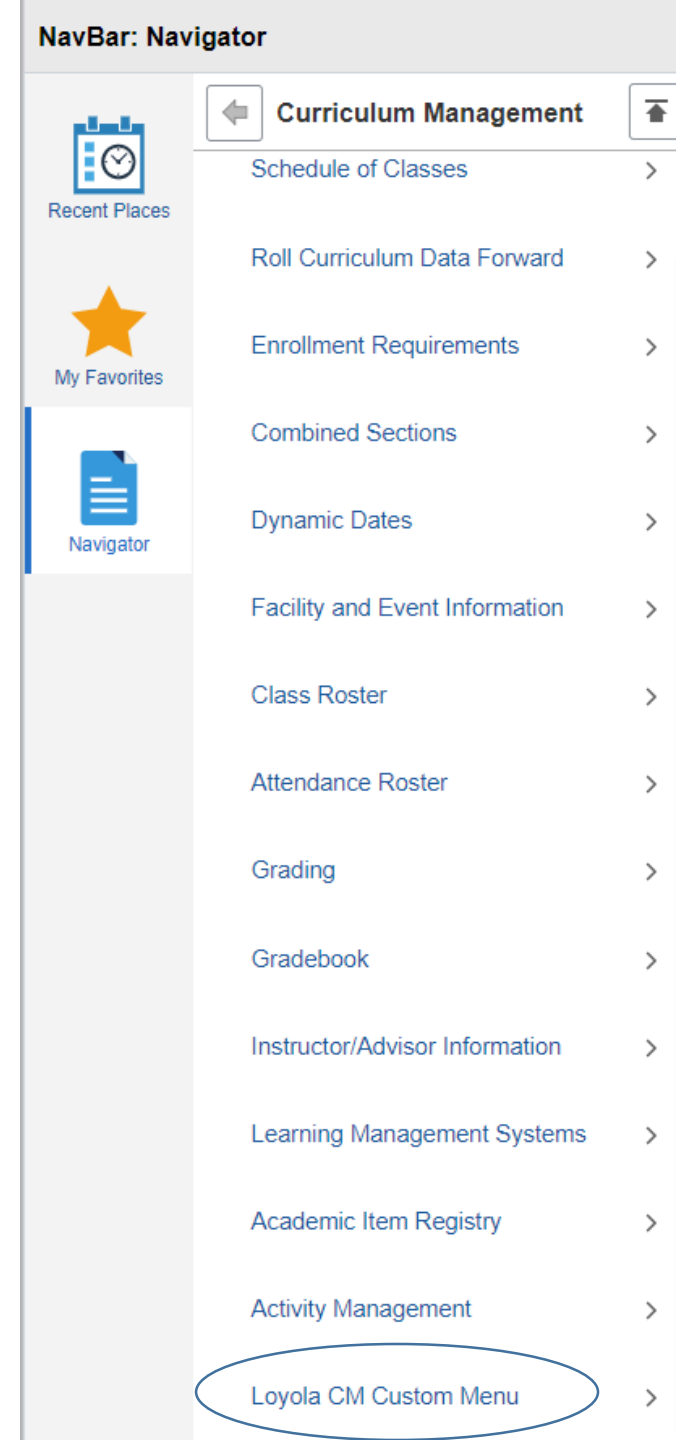 NavBar: Navigator
Recent Places
My Favorites
Navigator
Curriculum Management
Schedule of Classes
Roll Curriculum Data Forward
Enrollment Requirements
Combined Sections
Dynamic Dates
Facility and Event Information
Class Roster
Attendance Roster
Grading
Gradebook
Instructor/Advisor Information
Learning Management Systems
Academic Item Registry
Activity Management
Loyola CM Custom Menu